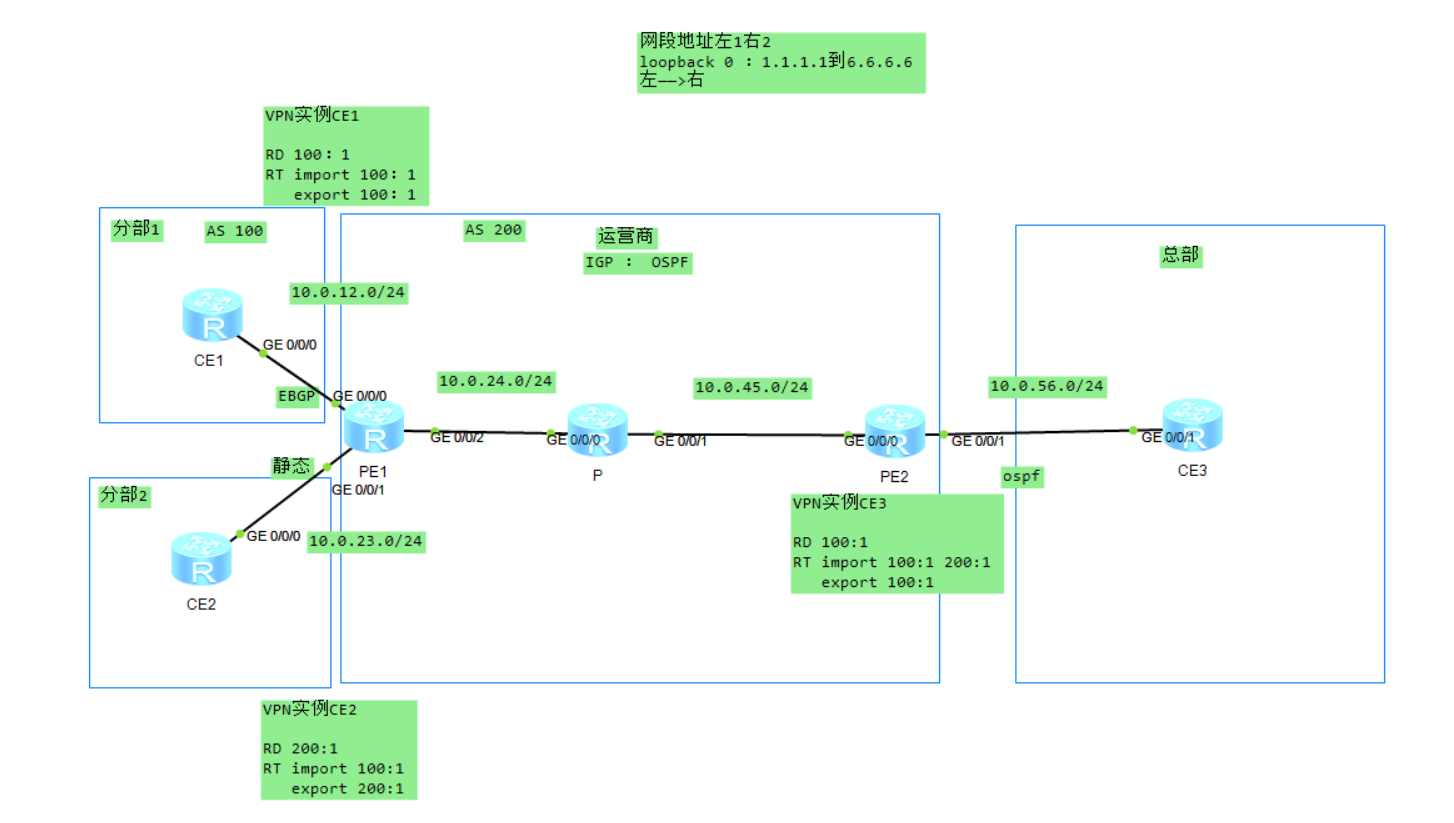 网段地址左1右2
loopback 0 : 1.1.1.1到6.6.6.6
左——>右
VPN实例CE1
RD 100：1
RT import 100：1
export 100：1
分部1
AS 100
10.0.12.0/24
R
CE1
GE 0/0/0
EBGP
GE 0/0/0
AS 200
运营商
IGP ： OSPF
总部
10.0.24.0/24
10.0.45.0/24
10.0.56.0/24
R
PE1
GE 0/0/2
GE 0/0/0
R
P
GE 0/0/1
GE 0/0/0
R
PE2
GE 0/0/1
GE 0/0/1
R
CE3
ospf
静态
GE 0/0/1
分部2
GE 0/0/0
10.0.23.0/24
R
CE2
VPN实例CE3
RD 100:1
RT import 100:1 200:1
export 100:1
VPN实例CE2
RD 200:1
RT import 100:1
export 200:1